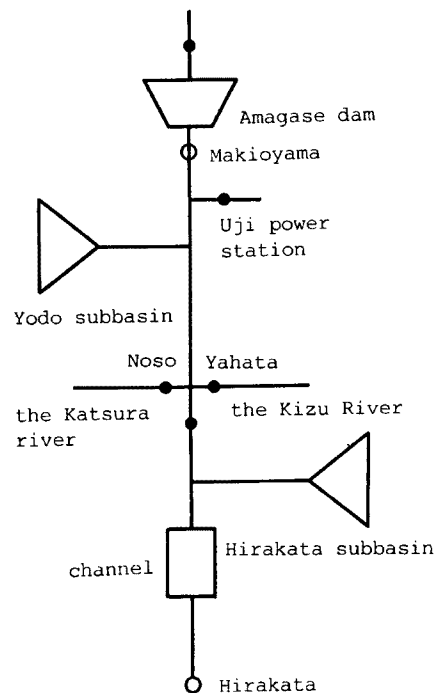 Amagase dam
Makioyama
Uji power
station
Yodo subbasin
Noso
Yahata
the Katsura
river
the Kizu River
Hirakata subbasin
channel
Hirakata